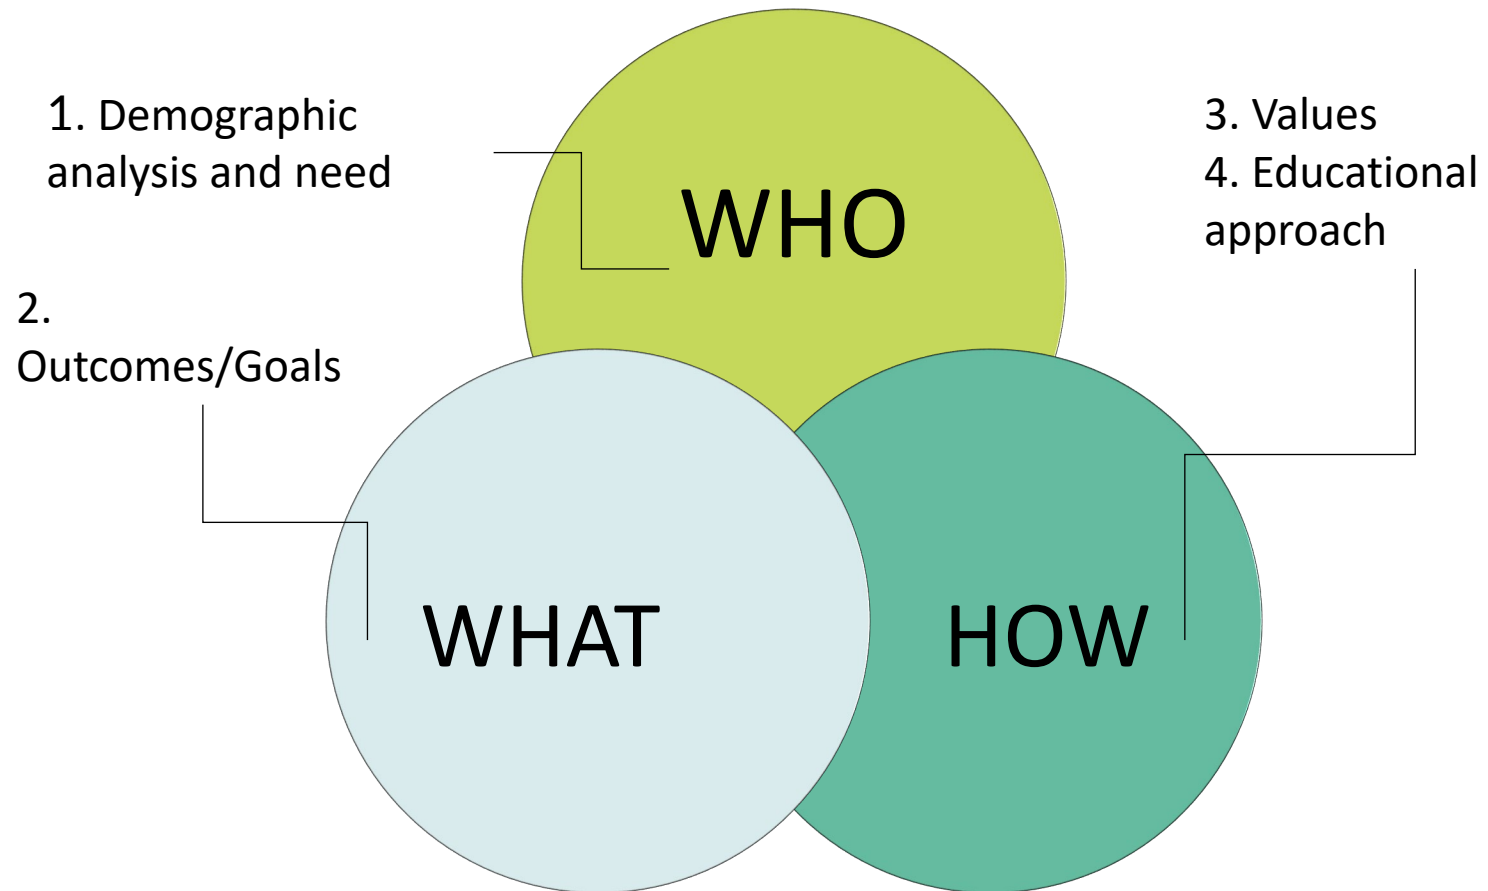 1. Demographic
analysis and need
3. Values
4. Educational
approach
WHO
2.
Outcomes/Goals
WHAT
HOW